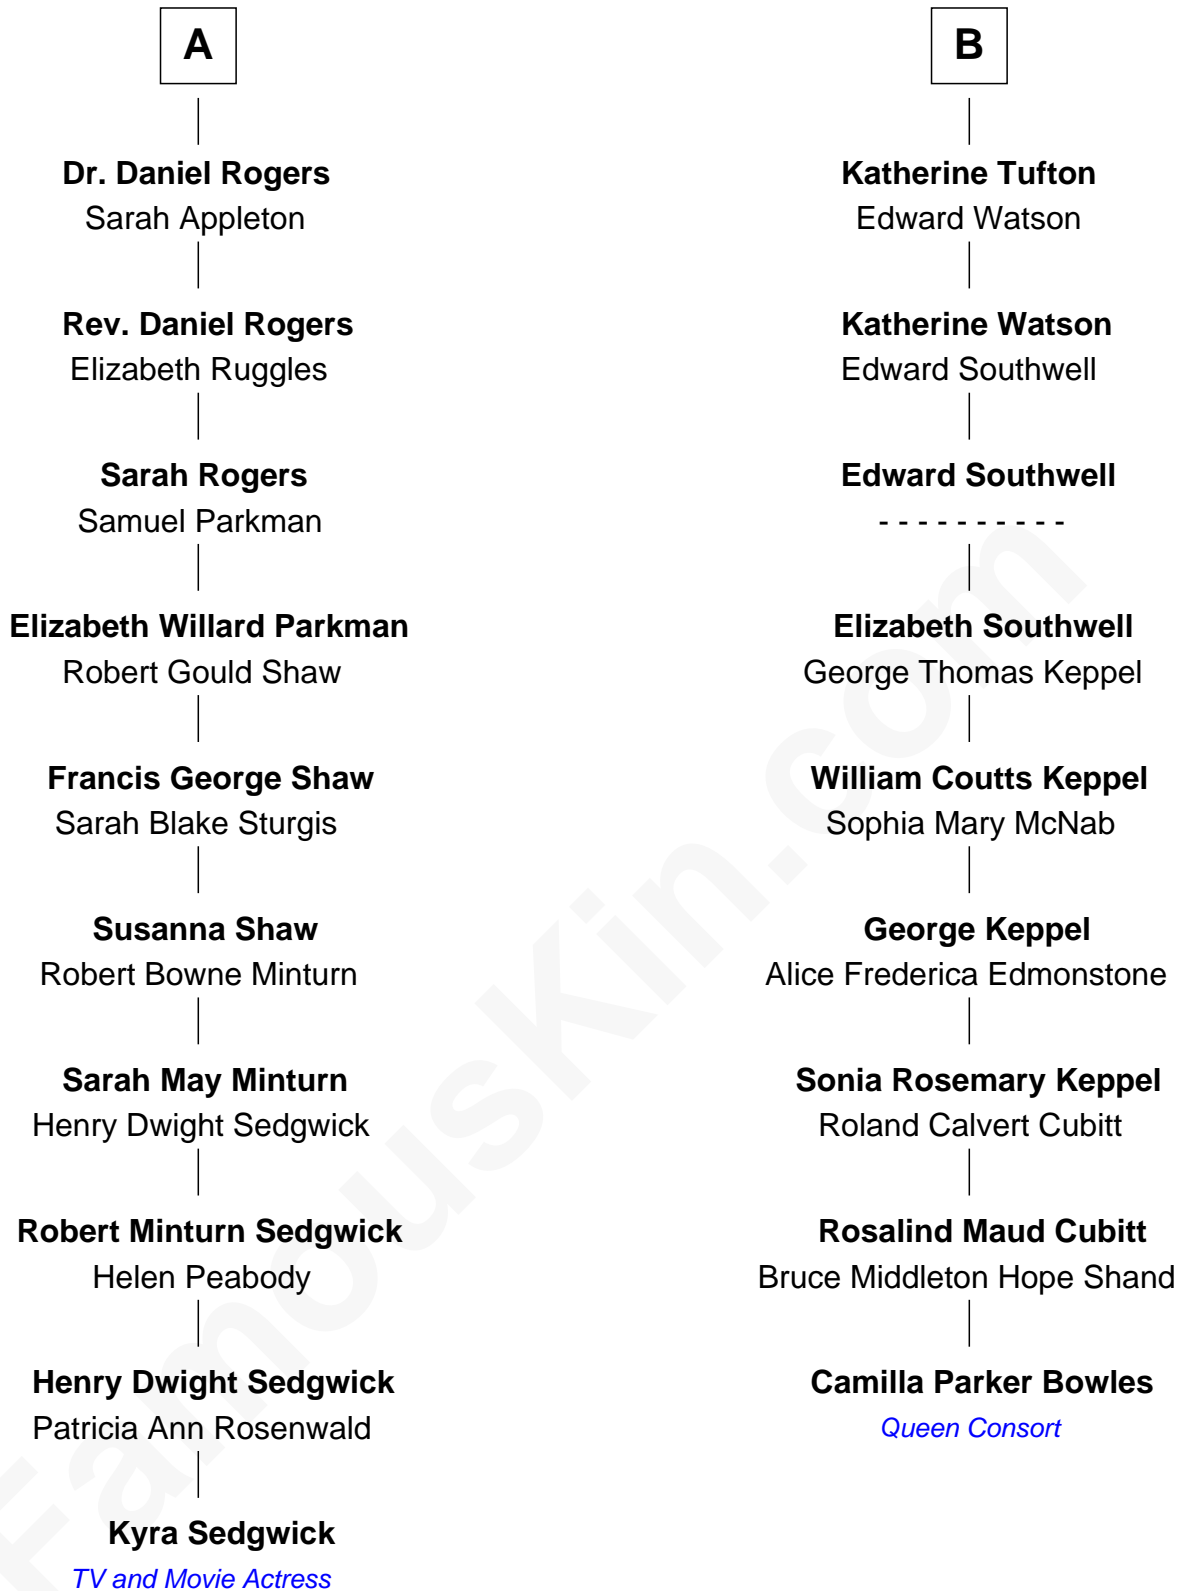 A
Dr. Daniel Rogers
Sarah Appleton
Rev. Daniel Rogers
Elizabeth Ruggles
Sarah Rogers
Samuel Parkman
Elizabeth Willard Parkman
Robert Gould Shaw
Francis George Shaw
Sarah Blake Sturgis
Susanna Shaw
Robert Bowne Minturn
Sarah May Minturn
Henry Dwight Sedgwick
Robert Minturn Sedgwick
Helen Peabody
Henry Dwight Sedgwick
Patricia Ann Rosenwald
Kyra Sedgwick
TV and Movie Actress
B
Katherine Tufton
Edward Watson
Katherine Watson
Edward Southwell
Edward Southwell
- - - - - - - - - -
Elizabeth Southwell
George Thomas Keppel
William Coutts Keppel
Sophia Mary McNab
George Keppel
Alice Frederica Edmonstone
Sonia Rosemary Keppel
Roland Calvert Cubitt
Rosalind Maud Cubitt
Bruce Middleton Hope Shand
Camilla Parker Bowles
Queen Consort
FamousKin.com